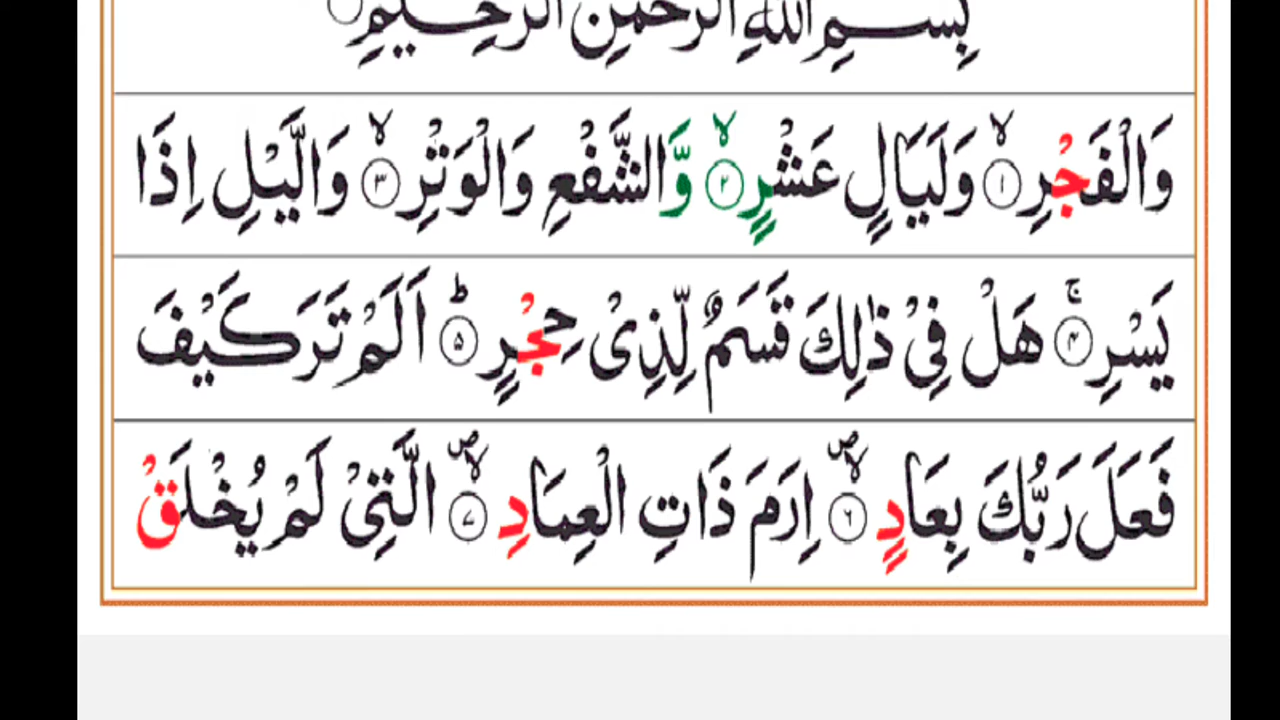 بِسْمِ اللهِ الرَّحْمٰنِ الرَّحِيْمِ
وَالْفَجْرِ ۙ﴿۱﴾ وَلَيَالٍ عَشْرٍ ۙ﴿۲﴾ وَّالشَّفْعِ وَالْوَتْرِ ۙ﴿۳﴾ وَالَّيْلِ اِذَا
يَسْرِ ۚ﴿۴﴾ هَلْ فِىْ ذٰلِكَ قَسَمٌ لِّذِىْ حِجْرٍ ؕ﴿۵﴾ اَلَمْ تَرَ كَيْفَ
فَعَلَ رَبُّكَ بِعَادٍ ۪ۙ﴿۶﴾ اِرَمَ ذَاتِ الْعِمَادِ ۪ۙ﴿۷﴾ الَّتِىْ لَمْ يُخْلَقْ